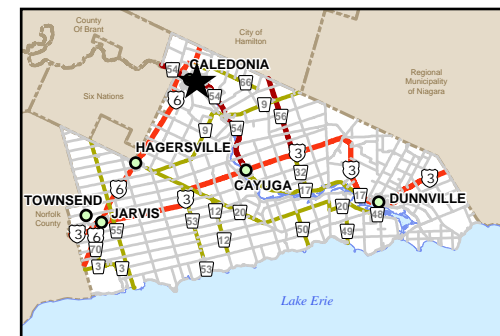 County
Of Brant
City of
Hamilton
CALEDONIA
54
66
Regional
Municipality
of Niagara
6
54
Six Nations
9
56
9
54
HAGERSVILLE
3
3
32
3
6
CAYUGA
17
17
TOWNSEND
3
DUNNVILLE
Norfolk
County
JARVIS
12
20
20
48
53
3
6
55
12
50
49
70
3
3
53
Lake Erie